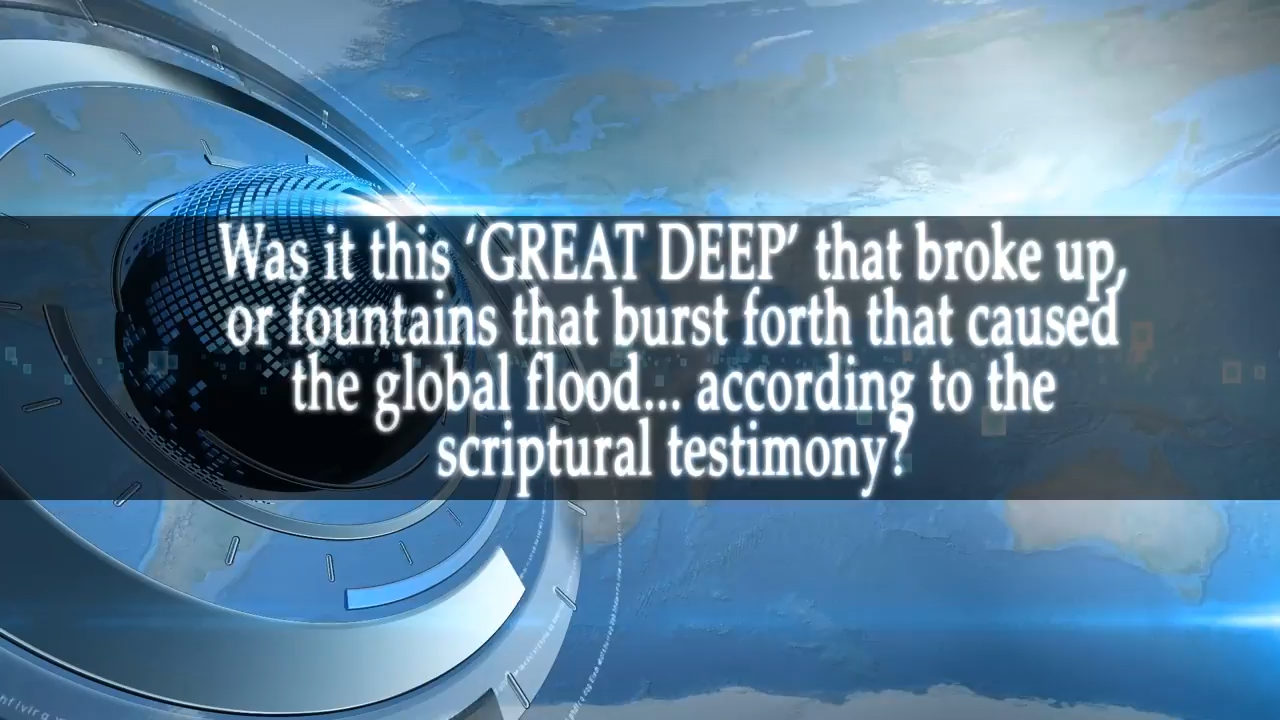 Was it this ‘GREAT DEEP’ that broke up,
or fountains that burst forth that caused
the global flood... according to the
scriptural testimony?